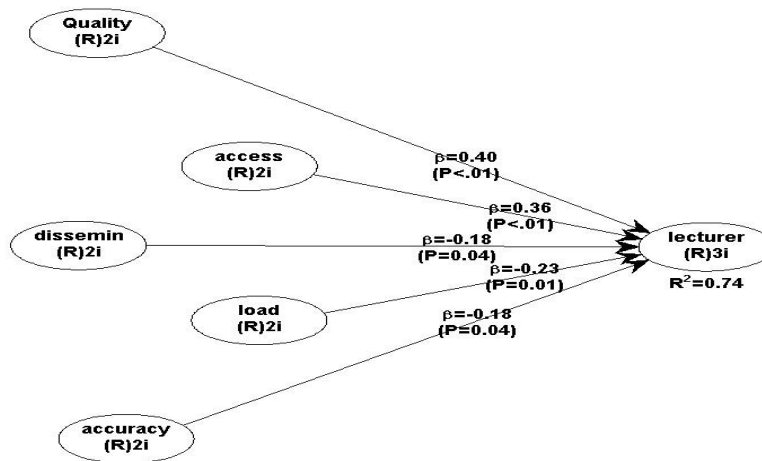 Quality
(R)2i
β=0.40
(P<.01)
access
(R)2i
β=0.36
(P<.01)
dissemin
(R)2i
β=-0.18
(P=0.04)
lecturer
(R)3i
R²=0.74
β=-0.23
(P=0.01)
load
(R)2i
β=-0.18
(P=0.04)
accuracy
(R)2i